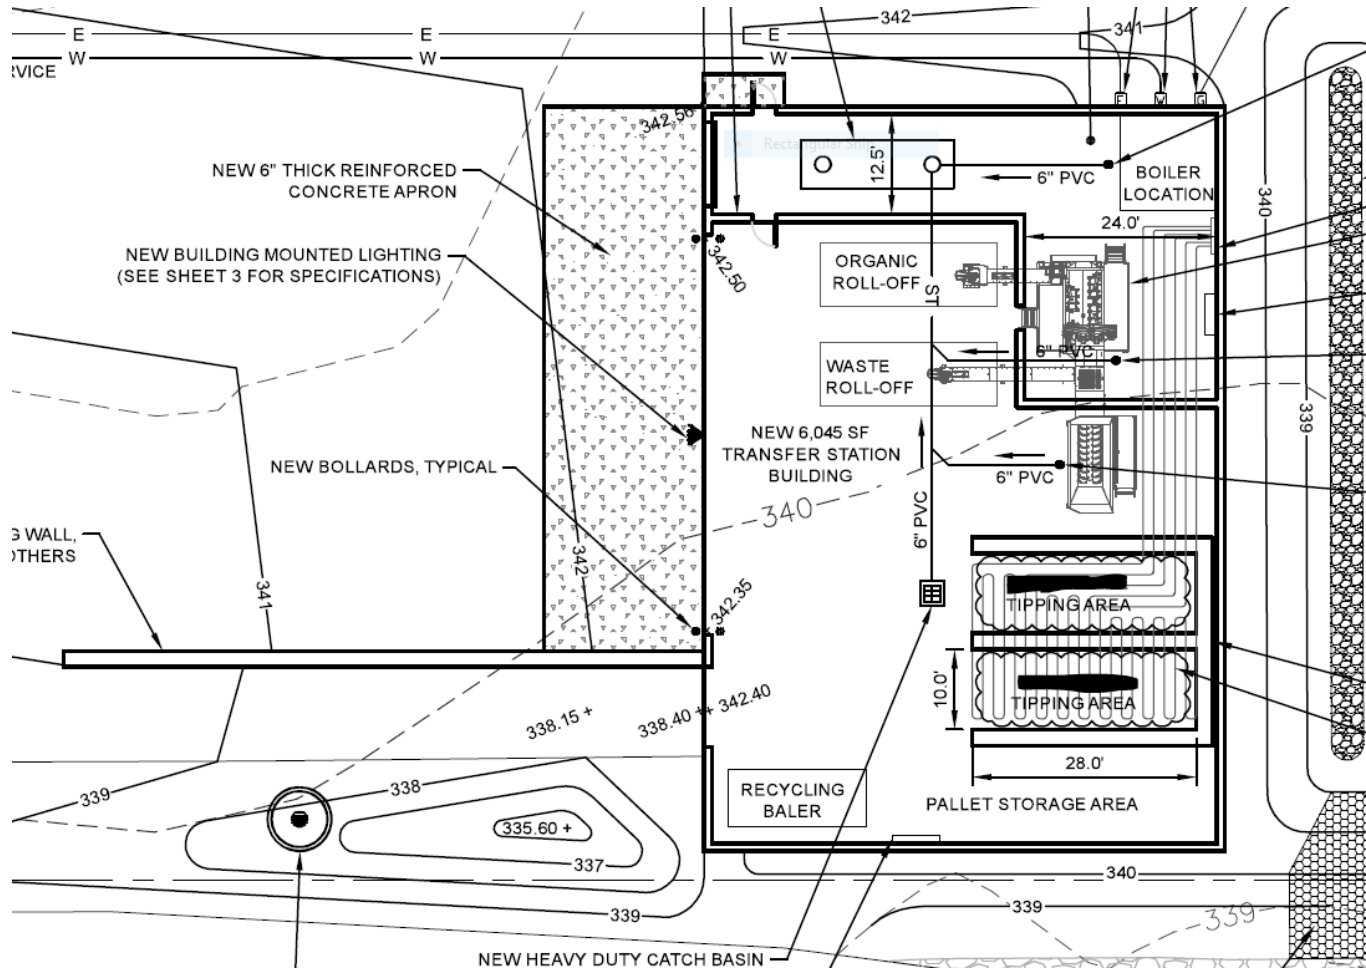 342
341
E
E
E
W
W
W
RVICE
E
W
G
342.56
12.5'
6" PVC
BOILER
LOCATION
24.0'
NEW 6" THICK REINFORCED
CONCRETE APRON
NEW BUILDING MOUNTED LIGHTING
(SEE SHEET 3 FOR SPECIFICATIONS)
342.50
ORGANIC
ROLL-OFF
ST
340
339
6" PVC
WASTE
ROLL-OFF
NEW 6,045 SF
TRANSFER STATION
BUILDING
NEW BOLLARDS, TYPICAL
6" PVC
6" PVC
340
G WALL,
OTHERS
341
342
342.35
TIPPING AREA
10.0'
TIPPING AREA
338.15 +
338.40 ++ 342.40
28.0'
339
338
RECYCLING
BALER
PALLET STORAGE AREA
335.60 +
337
340
339
339
339
NEW HEAVY DUTY CATCH BASIN